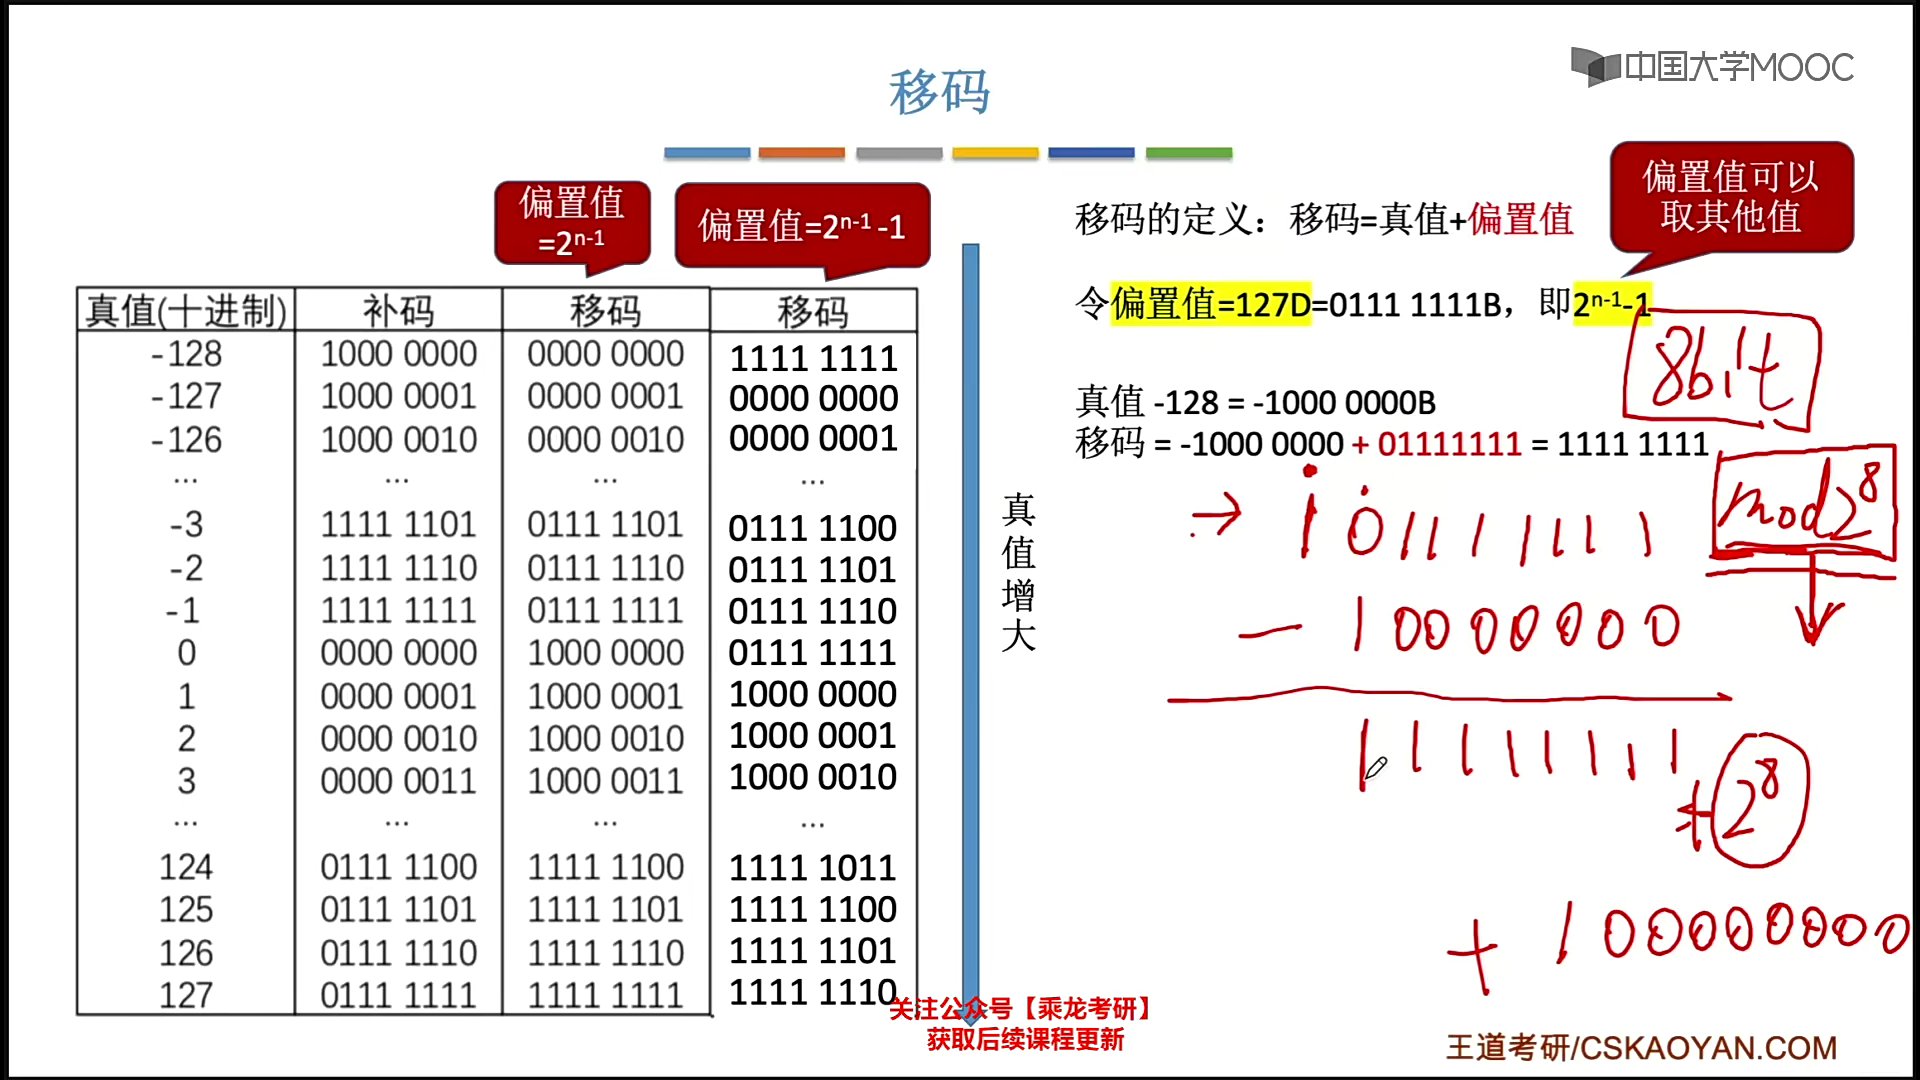 中国大学MOOC
移码
偏置值
=2ⁿ⁻¹
偏置值=2ⁿ⁻¹ -1
偏置值可以
取其他值
移码的定义：移码=真值+偏置值
令偏置值=127D=0111 1111B，即2ⁿ⁻¹-1
8bit
真值 -128 = -1000 0000B
移码 = -1000 0000 + 01111111 = 1111 1111
mod 2⁸
→ 1 0 1 1 1 1 1 1 1
— 1 0 0 0 0 0 0 0
1 1 1 1 1 1 1 1
+ 2⁸
+ 1 0 0 0 0 0 0 0 0
真值增大
真值(十进制) 补码 移码 移码
-128 1000 0000 0000 0000 1111 1111
-127 1000 0001 0000 0001 0000 0000
-126 1000 0010 0000 0010 0000 0001
... ... ... ...
-3 1111 1101 0111 1101 0111 1100
-2 1111 1110 0111 1110 0111 1101
-1 1111 1111 0111 1111 0111 1110
0 0000 0000 1000 0000 0111 1111
1 0000 0001 1000 0001 1000 0000
2 0000 0010 1000 0010 1000 0001
3 0000 0011 1000 0011 1000 0010
... ... ... ...
124 0111 1100 1111 1100 1111 1011
125 0111 1101 1111 1101 1111 1100
126 0111 1110 1111 1110 1111 1101
127 0111 1111 1111 1111 1111 1110
关注公众号【乘龙考研】
获取后续课程更新
王道考研/CSKAOYAN.COM